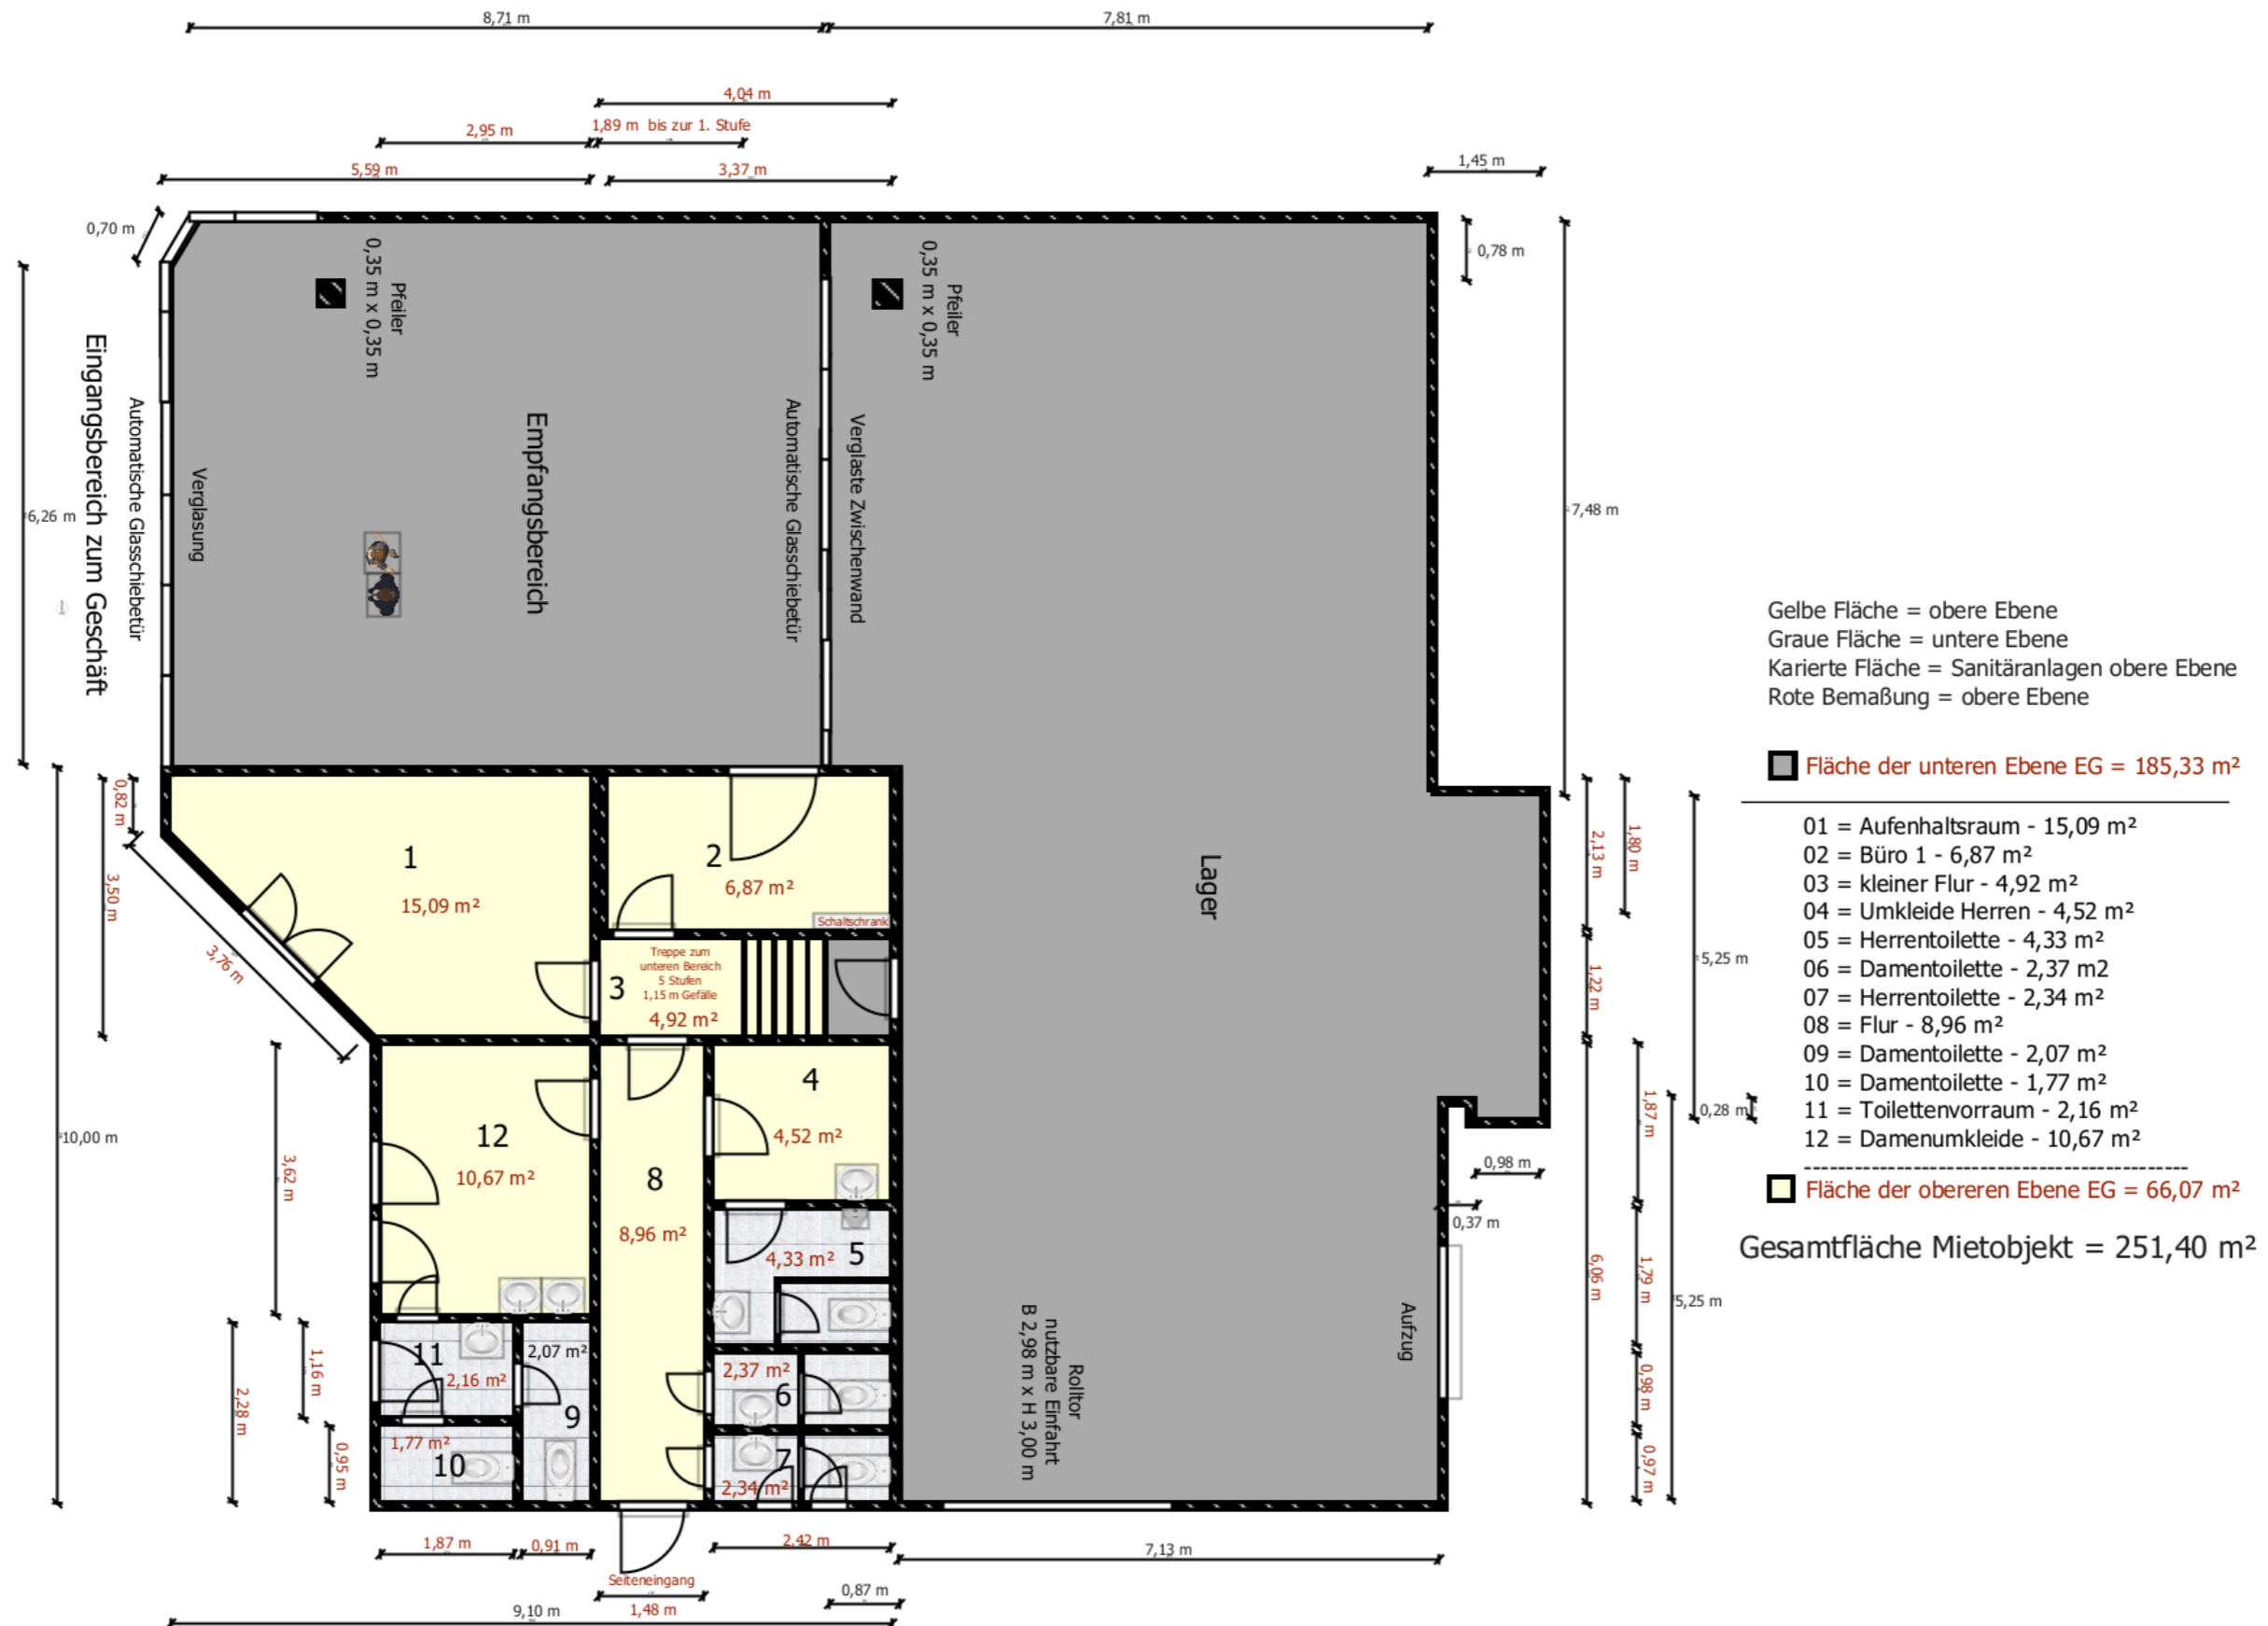 8,71 m
7,81 m
4,04 m
2,95 m
1,89 m bis zur 1. Stufe
5,59 m
3,37 m
1,45 m
0,70 m
0,78 m
Pfeiler
0,35 m x 0,35 m
Pfeiler
0,35 m x 0,35 m
Eingangsbereich zum Geschäft
Automatische Glasschiebetür
Verglasung
Empfangsbereich
Automatische Glasschiebetür
Verglaste Zwischenwand
6,26 m
7,48 m
Gelbe Fläche = obere Ebene
Graue Fläche = untere Ebene
Karierte Fläche = Sanitäranlagen obere Ebene
Rote Bemaßung = obere Ebene
Fläche der unteren Ebene EG = 185,33 m²
01 = Aufenhaltsraum - 15,09 m²
02 = Büro 1 - 6,87 m²
03 = kleiner Flur - 4,92 m²
04 = Umkleide Herren - 4,52 m²
05 = Herrentoilette - 4,33 m²
06 = Damentoilette - 2,37 m2
07 = Herrentoilette - 2,34 m²
08 = Flur - 8,96 m²
09 = Damentoilette - 2,07 m²
10 = Damentoilette - 1,77 m²
11 = Toilettenvorraum - 2,16 m²
12 = Damenumkleide - 10,67 m²
Fläche der obereren Ebene EG = 66,07 m²
Gesamtfläche Mietobjekt = 251,40 m²
0,82 m
3,50 m
3,76 m
1
15,09 m²
2
6,87 m²
Schaltschrank
Lager
2,13 m
1,80 m
Treppe zum
unteren Bereich
5 Stufen
1,15 m Gefälle
3
4,92 m²
1,22 m
5,25 m
10,00 m
3,62 m
12
10,67 m²
8
8,96 m²
4
4,52 m²
1,87 m
0,28 m
0,98 m
0,37 m
5
4,33 m²
6,06 m
1,79 m
5,25 m
Aufzug
Rolltor
nutzbare Einfahrt
B 2,98 m x H 3,00 m
2,28 m
1,16 m
0,95 m
11
2,16 m²
2,07 m²
9
1,77 m²
10
2,37 m²
6
7
2,34 m²
0,98 m
0,97 m
1,87 m
0,91 m
2,42 m
7,13 m
Seiteneingang
1,48 m
0,87 m
9,10 m